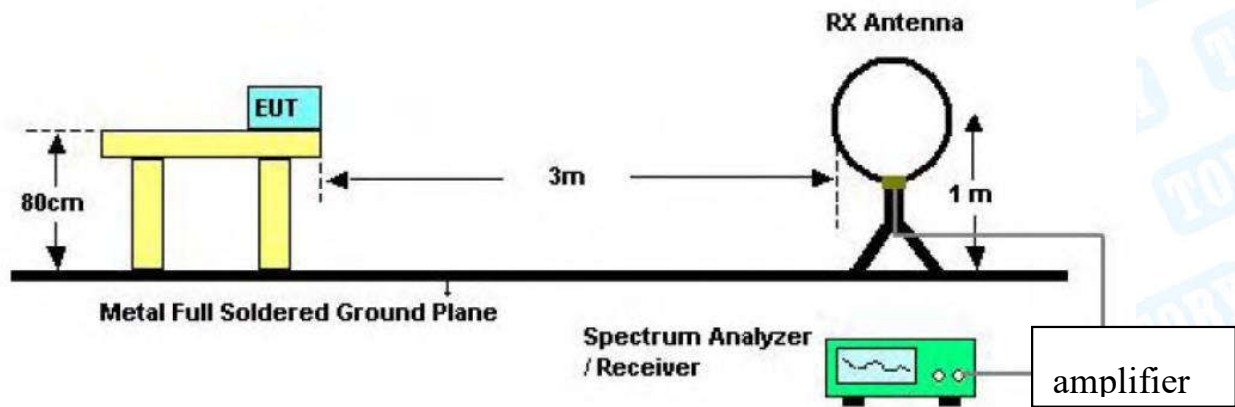 RX Antenna
EUT
80cm
3m
1 m
Metal Full Soldered Ground Plane
Spectrum Analyzer
/ Receiver
amplifier